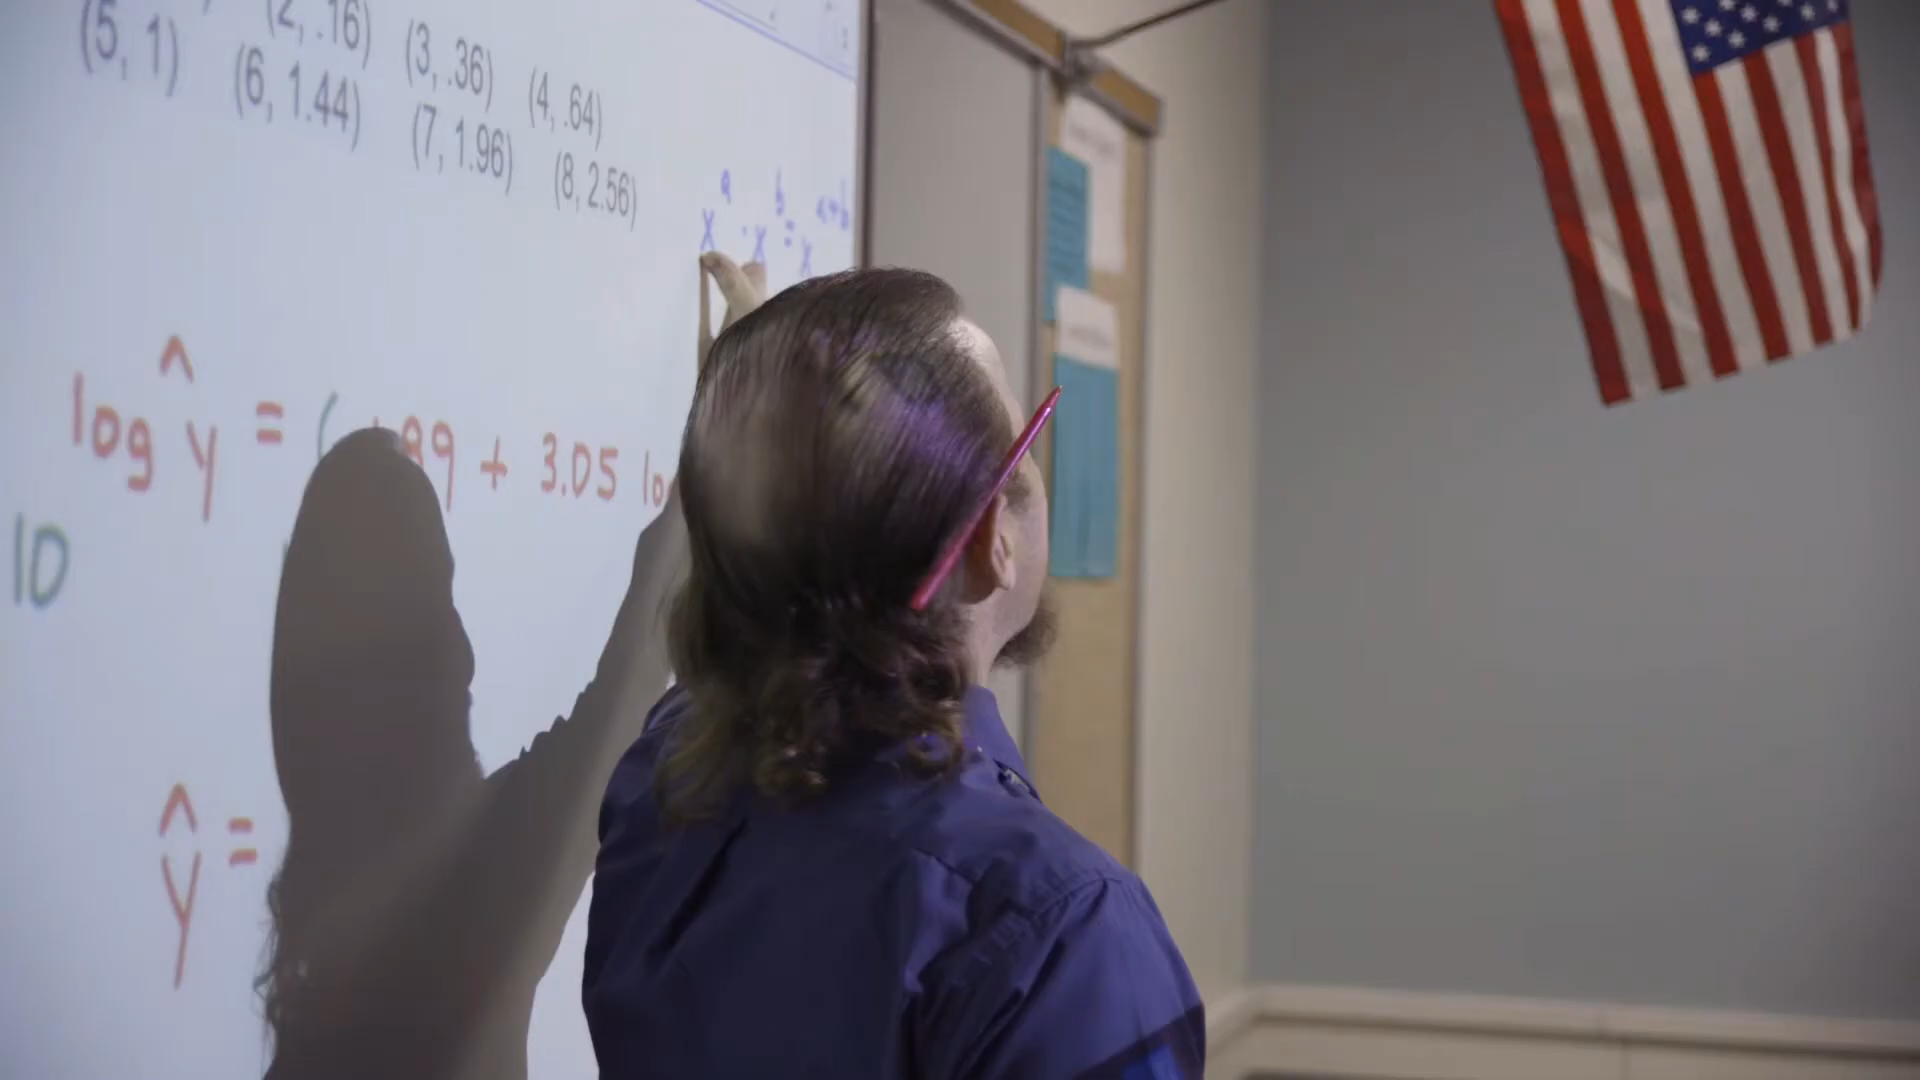 (2, .16) (3, .36) (4, .64)
(5, 1) (6, 1.44) (7, 1.96) (8, 2.56)
x^a · x^b = x^a+b
log ŷ = 89 + 3.05 lo
10
ŷ =